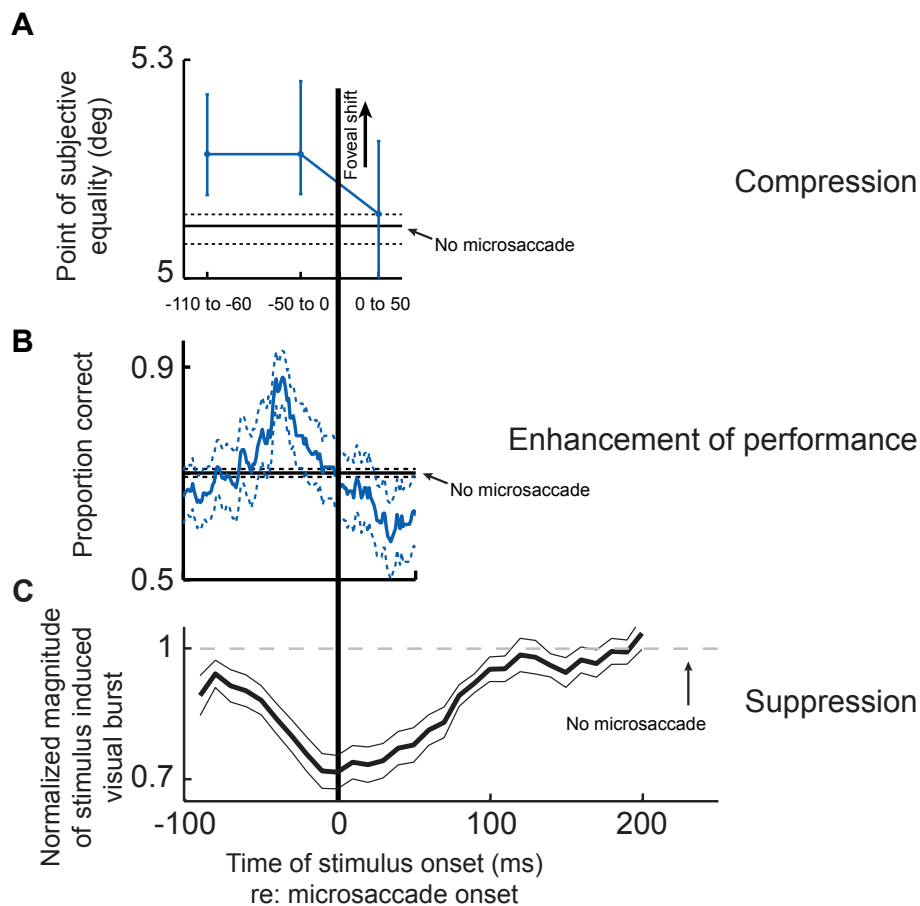 A
Point of subjective
equality (deg)
5.3
5
Foveal shift
No microsaccade
-110 to -60
-50 to 0
0 to 50
Compression
B
Proportion correct
0.9
0.5
No microsaccade
Enhancement of performance
C
Normalized magnitude
of stimulus induced
visual burst
1
0.7
No microsaccade
Suppression
-100
0
100
200
Time of stimulus onset (ms)
re: microsaccade onset